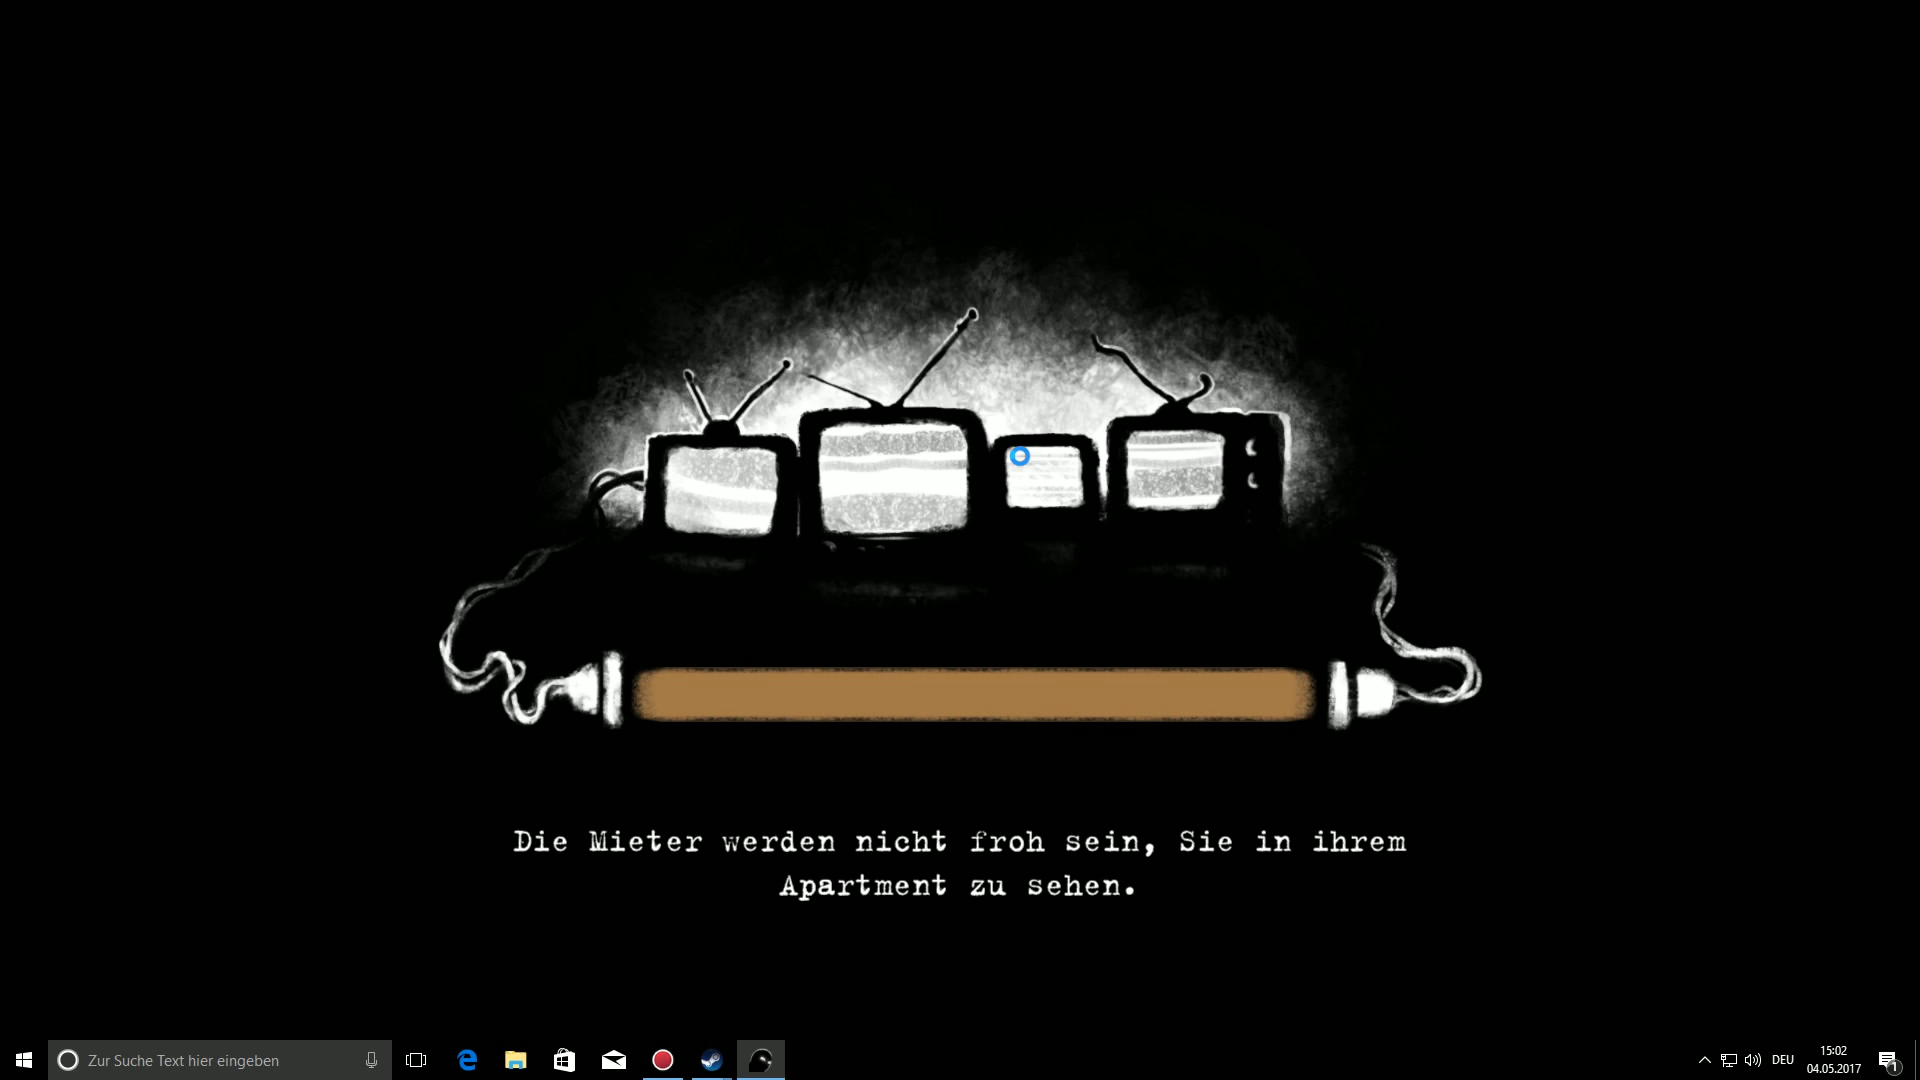 Die Mieter werden nicht froh sein, Sie in ihrem
Apartment zu sehen.
Zur Suche Text hier eingeben
DEU
15:02
04.05.2017
1